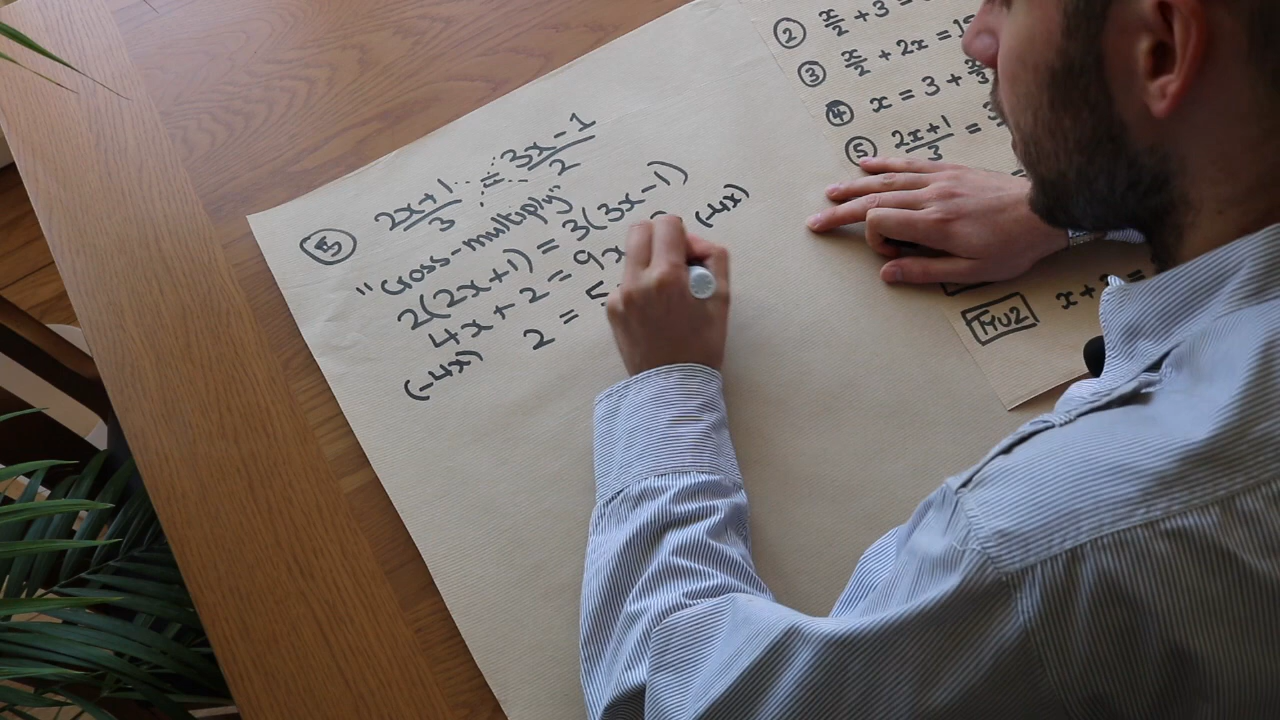 ⑤ 2x+1/3 = 3x-1/2
"cross-multiply"
2(2x+1) = 3(3x-1)
4x+2 = 9x
(-4x) (-4x)
2 = 5
② x/2 + 3 =
③ x/2 + 2x =
④ x = 3 + x/3
⑤ 2x+1/3 =
x +